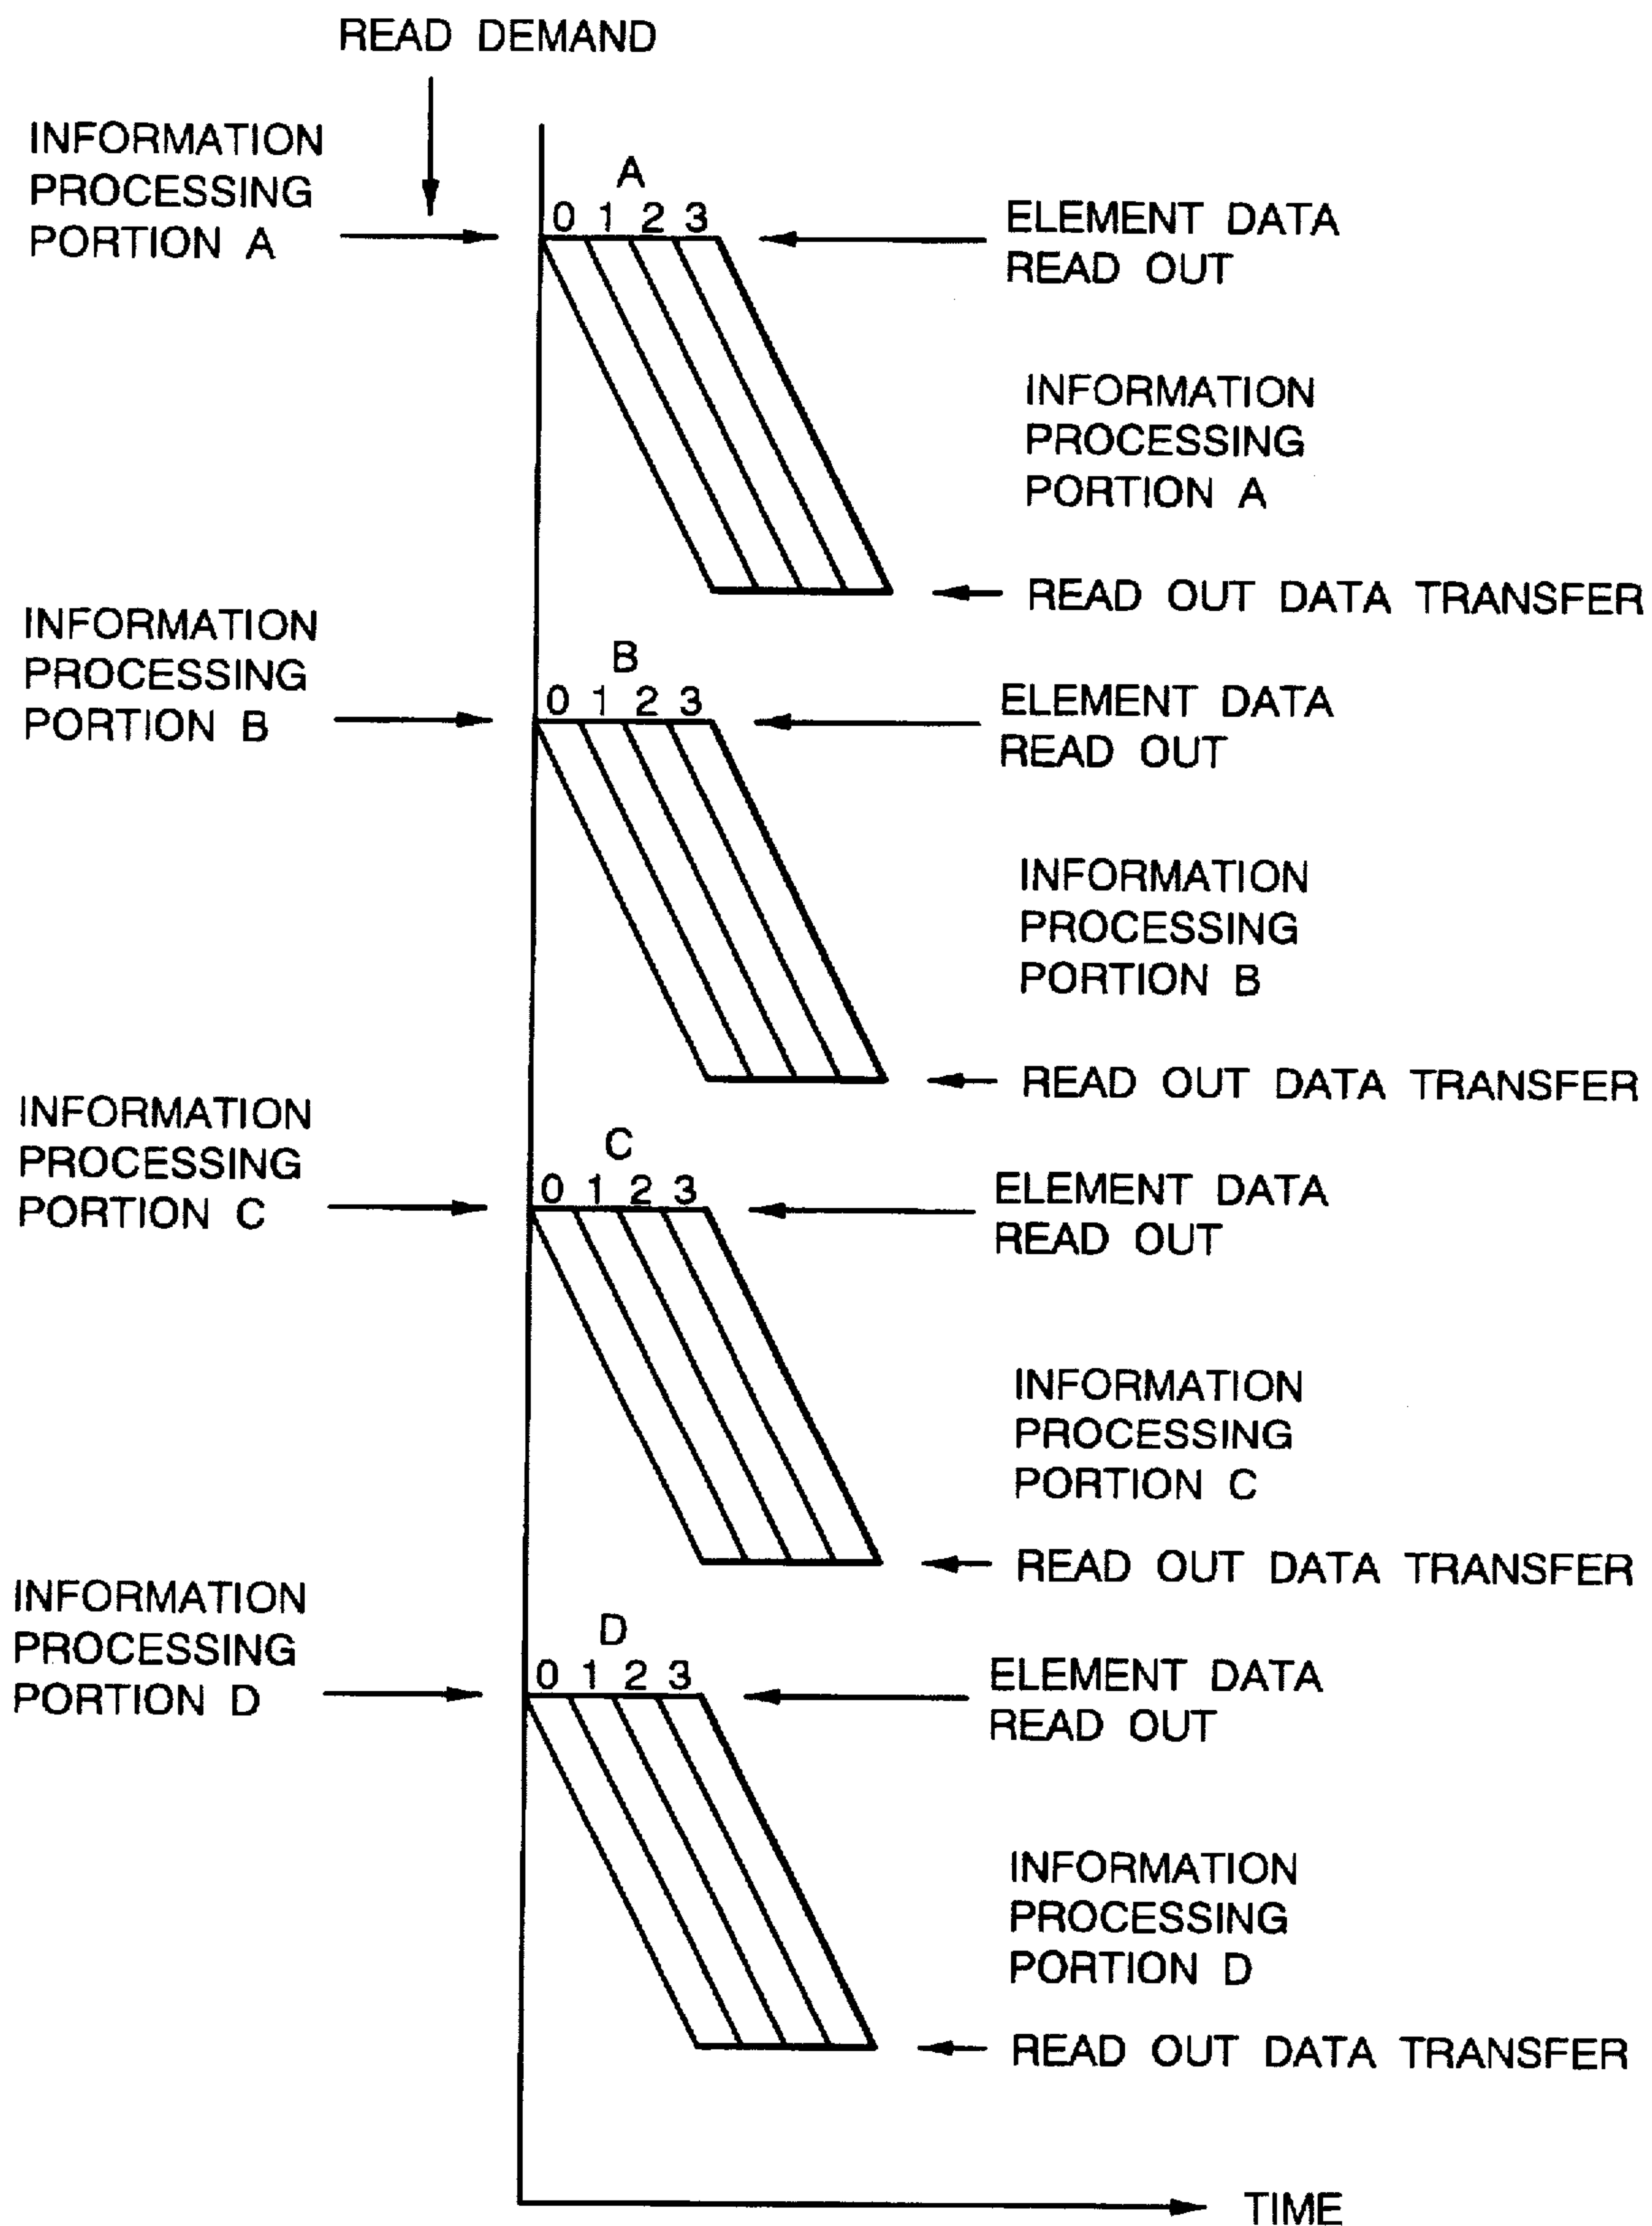 READ DEMAND
INFORMATION
PROCESSING
PORTION A
A
0 1 2 3
ELEMENT DATA
READ OUT
INFORMATION
PROCESSING
PORTION A
READ OUT DATA TRANSFER
INFORMATION
PROCESSING
PORTION B
B
0 1 2 3
ELEMENT DATA
READ OUT
INFORMATION
PROCESSING
PORTION B
READ OUT DATA TRANSFER
INFORMATION
PROCESSING
PORTION C
C
0 1 2 3
ELEMENT DATA
READ OUT
INFORMATION
PROCESSING
PORTION C
READ OUT DATA TRANSFER
INFORMATION
PROCESSING
PORTION D
D
0 1 2 3
ELEMENT DATA
READ OUT
INFORMATION
PROCESSING
PORTION D
READ OUT DATA TRANSFER
TIME